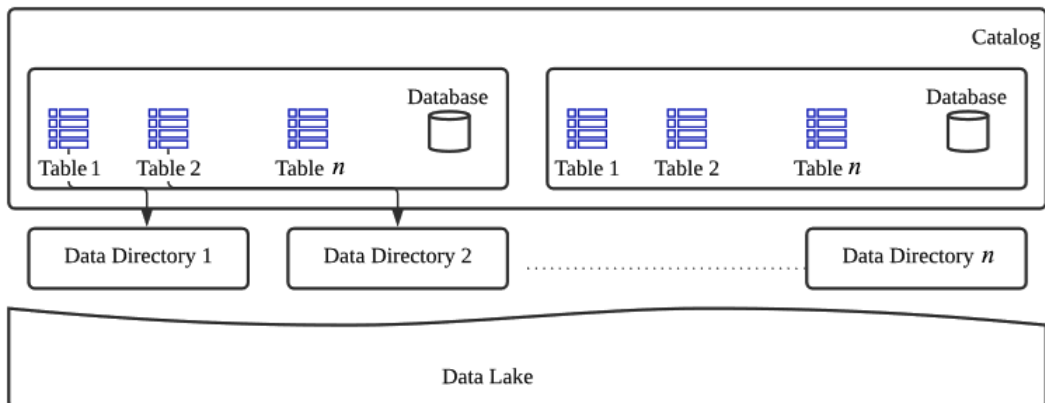 Catalog
Database
Database
Table 1 Table 2 Table n
Table 1 Table 2 Table n
Data Directory 1
Data Directory 2
Data Directory n
Data Lake